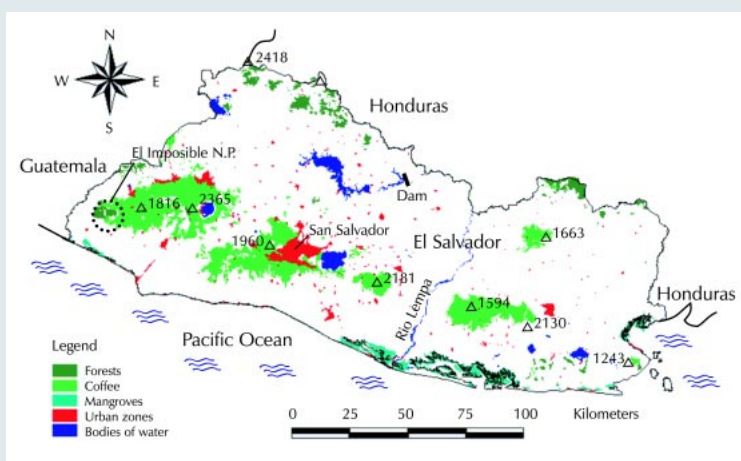 N
W E
S
2418
Honduras
El Imposible N.P.
Guatemala
Dam
1816
2365
San Salvador
1960
El Salvador
1663
2181
Rio Lempa
1594
2130
Honduras
1243
Pacific Ocean
Legend
Forests
Coffee
Mangroves
Urban zones
Bodies of water
0 25 50 75 100 Kilometers